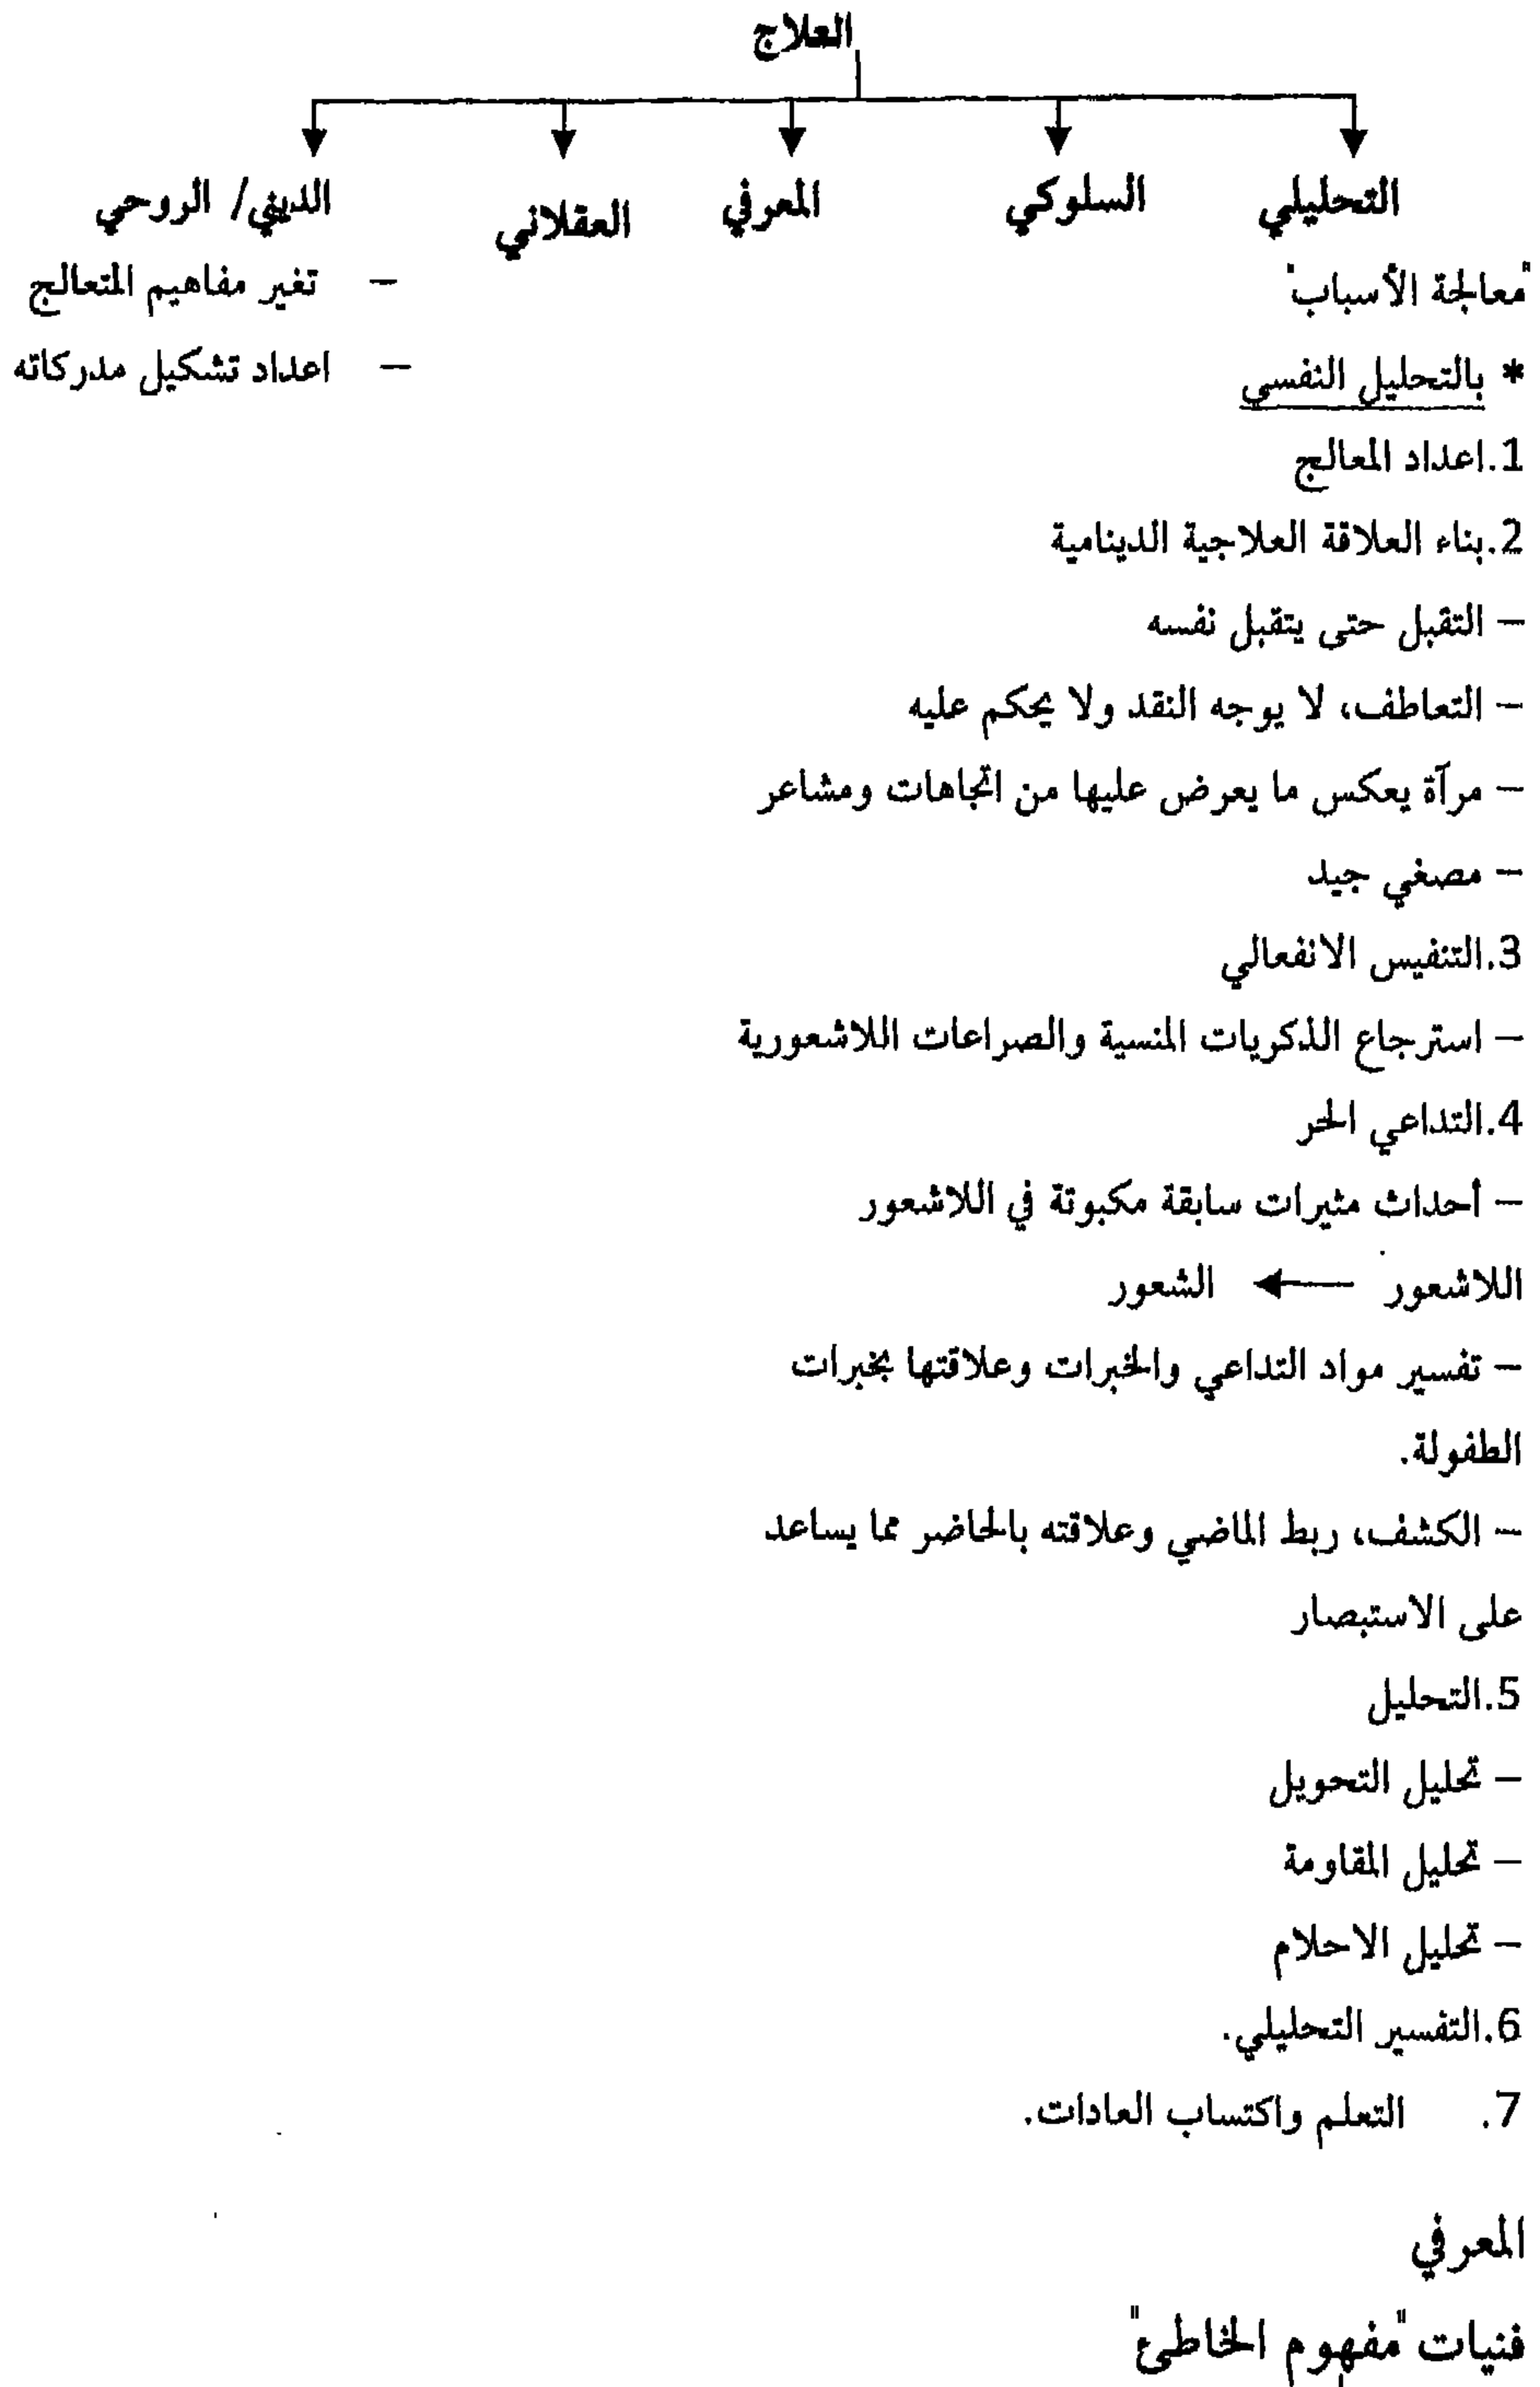 العلاج
التحليلي السلوكي المعرفي العقلاني الديني/ الروحي
"معالجة الأسباب" – تغير مفاهيم المتعالج
* بالتحليل النفسي – اعداد تشكيل مدركاته
1.اعداد المعالج
2.بناء العلاقة العلاجية الدينامية
– التقبل حتى يتقبل نفسه
– التعاطف، لا يوجه النقد ولا يحكم عليه
– مرآة يعكس ما يعرض عليها من اتجاهات ومشاعر
– مصغي جيد
3.التنفيس الانفعالي
– استرجاع الذكريات المنسية والصراعات اللاشعورية
4.التداعي الحر
– أحداث مثيرات سابقة مكبوتة في اللاشعور
اللاشعور ← الشعور
– تفسير مواد التداعي والخبرات وعلاقتها بخبرات
الطفولة.
– الكشف، ربط الماضي وعلاقته بالحاضر مما يساعد
على الاستبصار
5.التحليل
– تحليل التحويل
– تحليل المقاومة
– تحليل الاحلام
6.التفسير التحليلي.
7. التعلم واكتساب العادات.
المعرفي
فنيات "مفهوم الخاطئ"